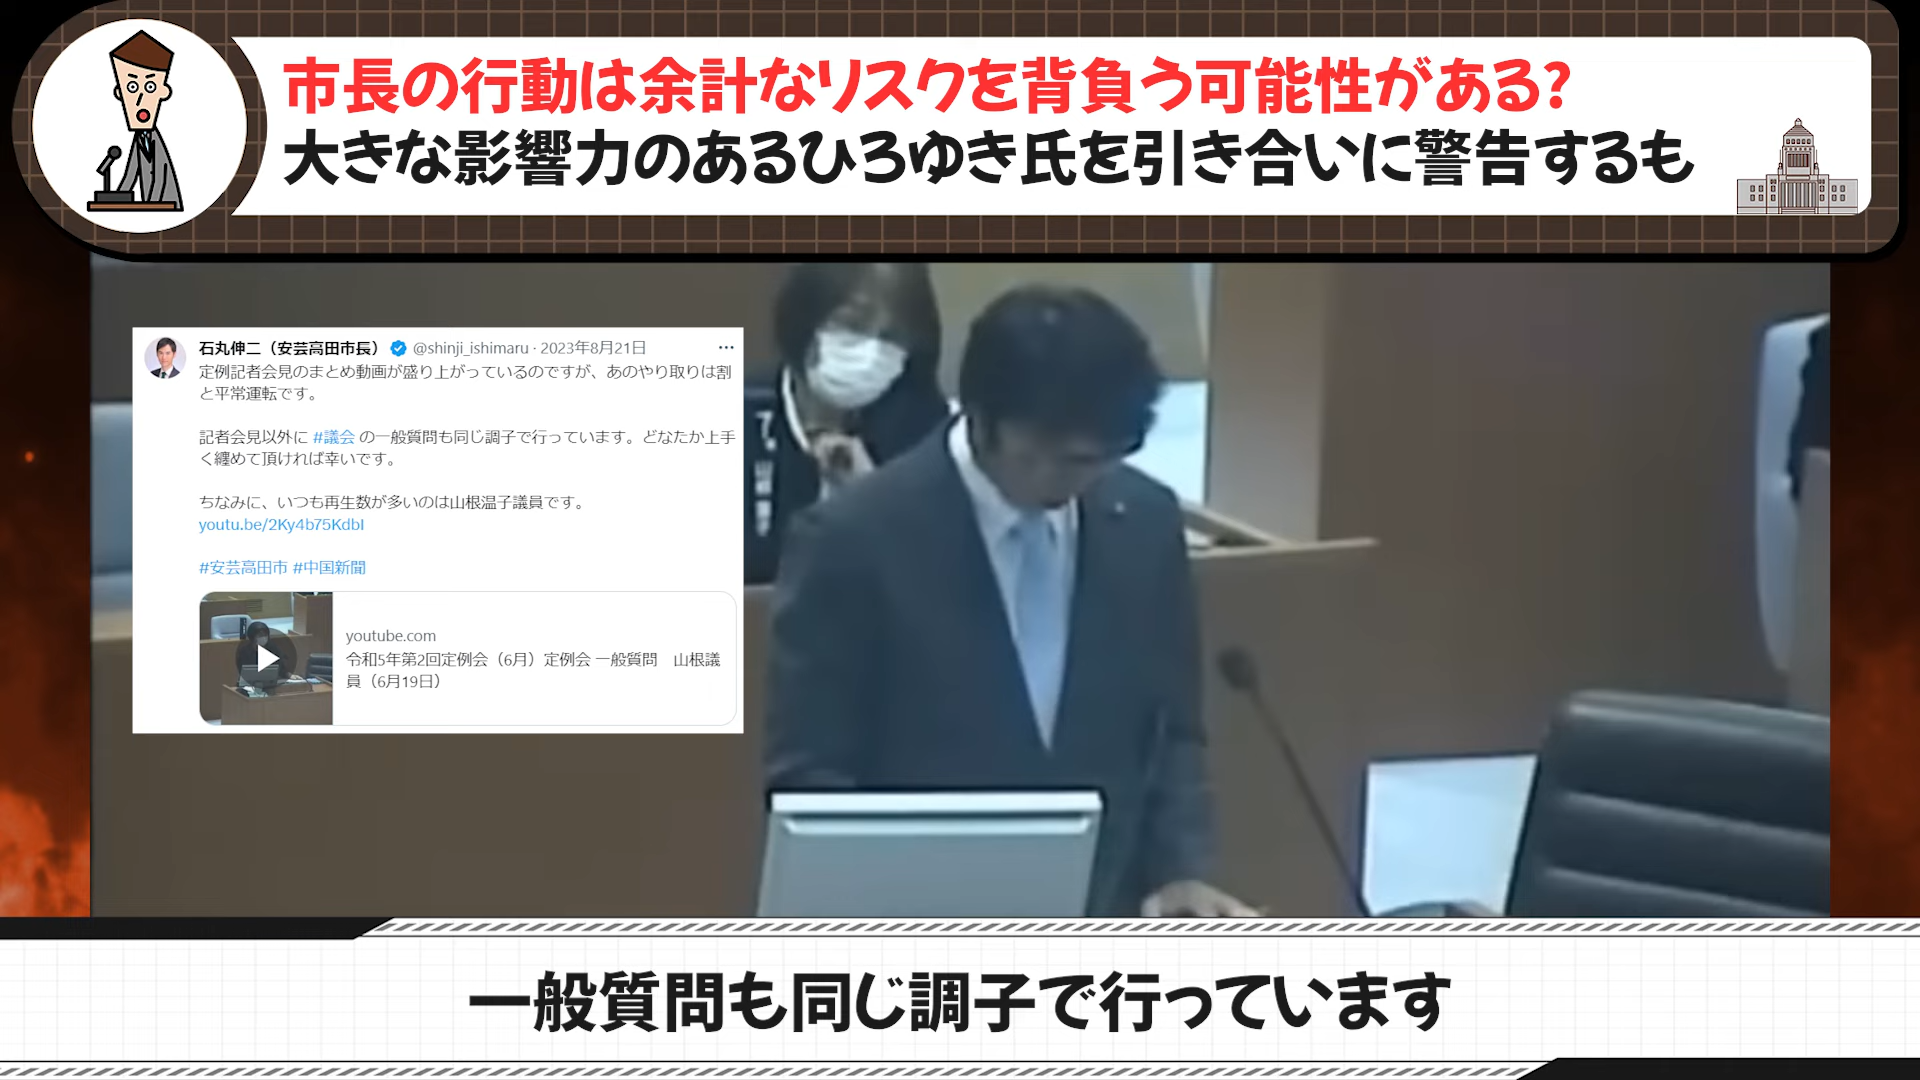 市長の行動は余計なリスクを背負う可能性がある?
大きな影響力のあるひろゆき氏を引き合いに警告するも
石丸伸二（安芸高田市長） @shinji_ishimaru · 2023年8月21日
定例記者会見のまとめ動画が盛り上がっているのですが、あのやり取りは割
と平常運転です。
記者会見以外に #議会 の一般質問も同じ調子で行っています。どなたか上手
く纏めて頂ければ幸いです。
ちなみに、いつも再生数が多いのは山根温子議員です。
youtu.be/2Ky4b75KdbI
#安芸高田市 #中国新聞
youtube.com
令和5年第2回定例会（6月）定例会 一般質問　山根議
員（6月19日）
一般質問も同じ調子で行っています